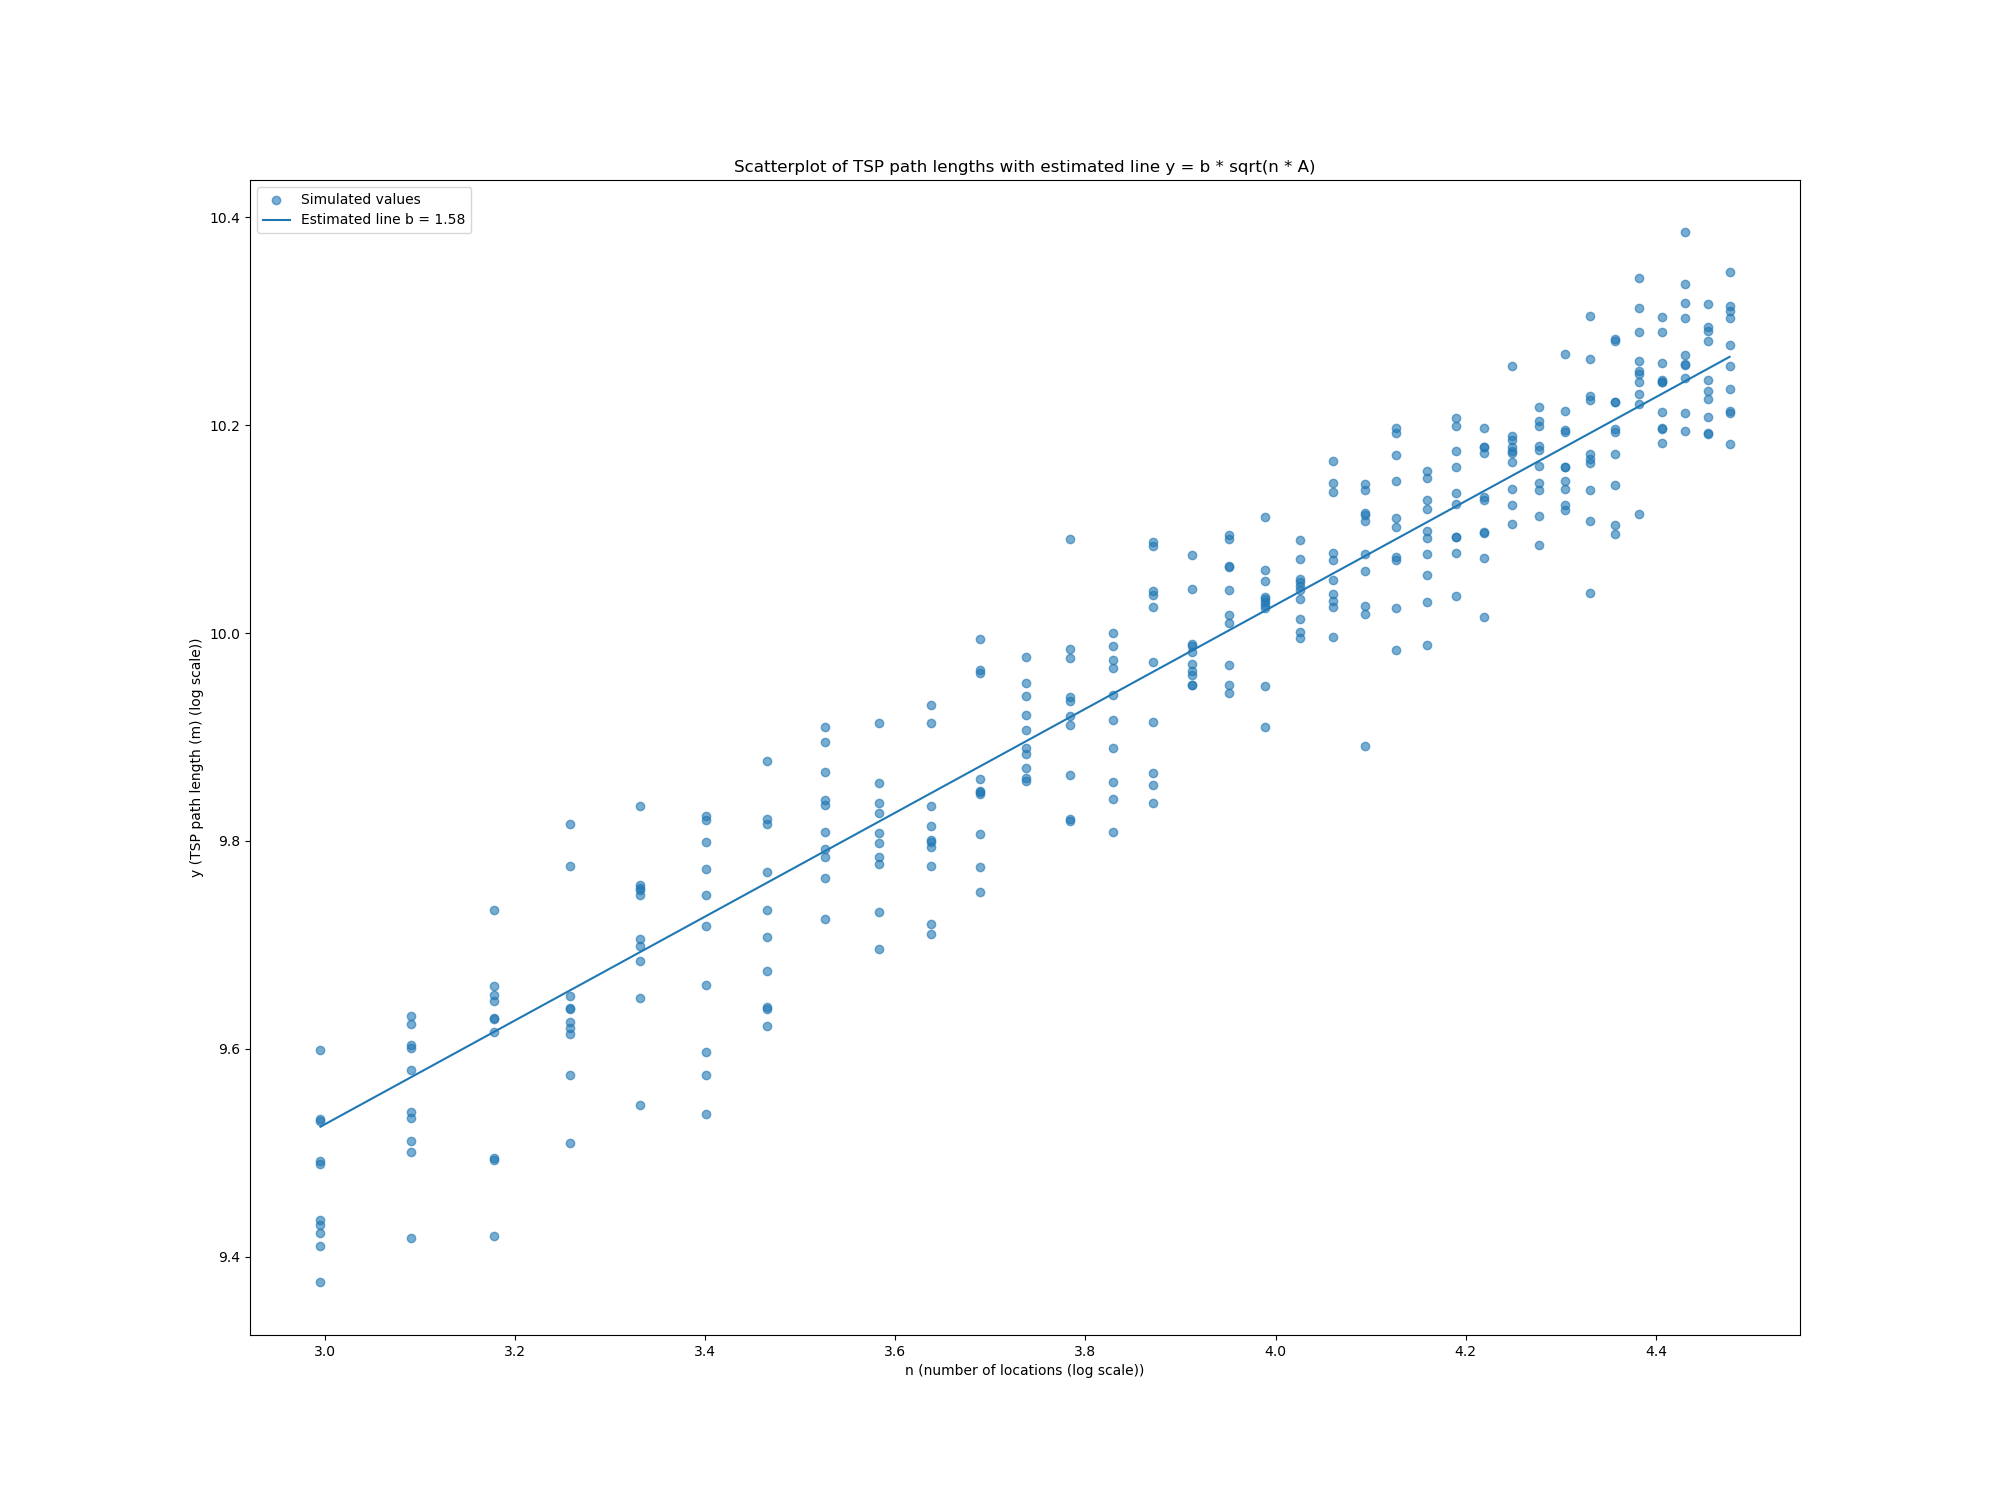 Scatterplot of TSP path lengths with estimated line y = b * sqrt(n * A)
Simulated values
Estimated line b = 1.58
10.4
10.2
10.0
9.8
9.6
9.4
y (TSP path length (m) (log scale))
3.0 3.2 3.4 3.6 3.8 4.0 4.2 4.4
n (number of locations (log scale))